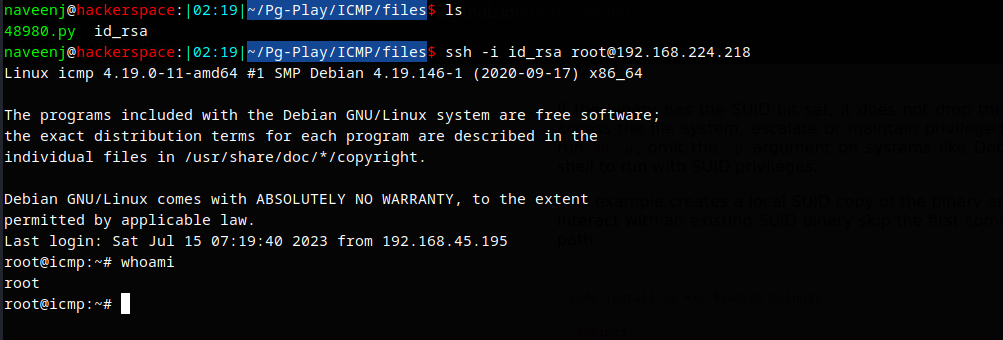 naveenj@hackerspace:|02:19|~/Pg-Play/ICMP/files$ ls
48980.py  id_rsa
naveenj@hackerspace:|02:19|~/Pg-Play/ICMP/files$ ssh -i id_rsa root@192.168.224.218
Linux icmp 4.19.0-11-amd64 #1 SMP Debian 4.19.146-1 (2020-09-17) x86_64

The programs included with the Debian GNU/Linux system are free software;
the exact distribution terms for each program are described in the
individual files in /usr/share/doc/*/copyright.

Debian GNU/Linux comes with ABSOLUTELY NO WARRANTY, to the extent
permitted by applicable law.
Last login: Sat Jul 15 07:19:40 2023 from 192.168.45.195
root@icmp:~# whoami
root
root@icmp:~#